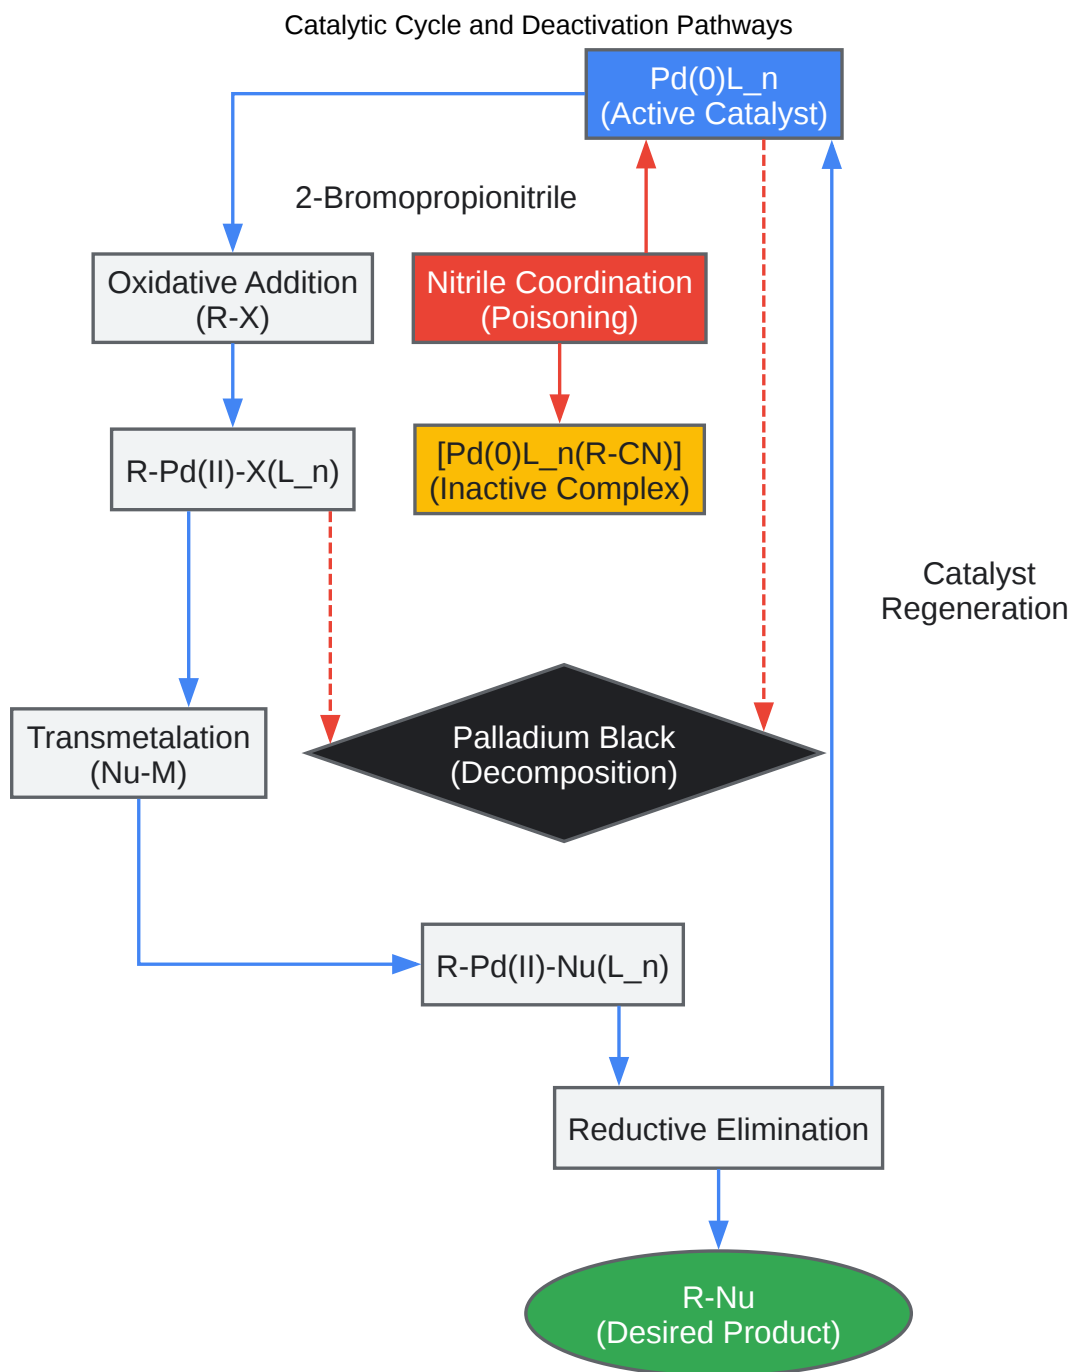 Catalytic Cycle and Deactivation Pathways
Pd(0)L_n
(Active Catalyst)
2-Bromopropionitrile
Oxidative Addition
(R-X)
Nitrile Coordination
(Poisoning)
R-Pd(II)-X(L_n)
[Pd(0)L_n(R-CN)]
(Inactive Complex)
Catalyst
Regeneration
Transmetalation
(Nu-M)
Palladium Black
(Decomposition)
R-Pd(II)-Nu(L_n)
Reductive Elimination
R-Nu
(Desired Product)